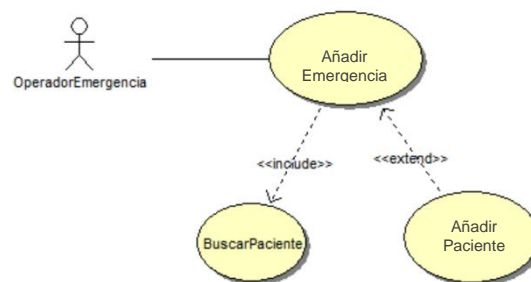 Añadir
Emergencia
OperadorEmergencia
<<include>>
<<extend>>
BuscarPaciente
Añadir
Paciente